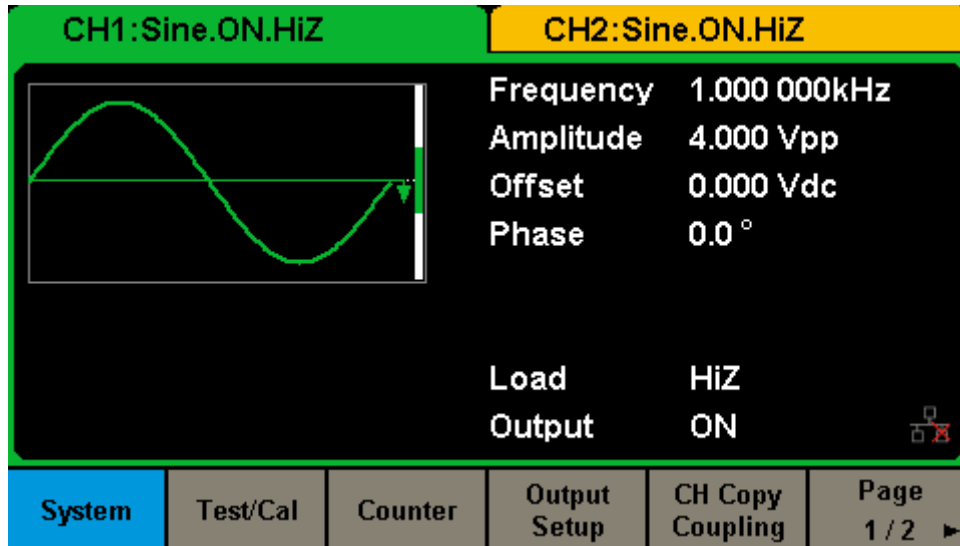 CH1:Sine.ON.HiZ
CH2:Sine.ON.HiZ
Frequency 1.000 000kHz
Amplitude 4.000 Vpp
Offset 0.000 Vdc
Phase 0.0 °
Load HiZ
Output ON
System
Test/Cal
Counter
Output
Setup
CH Copy
Coupling
Page
1 / 2 ►